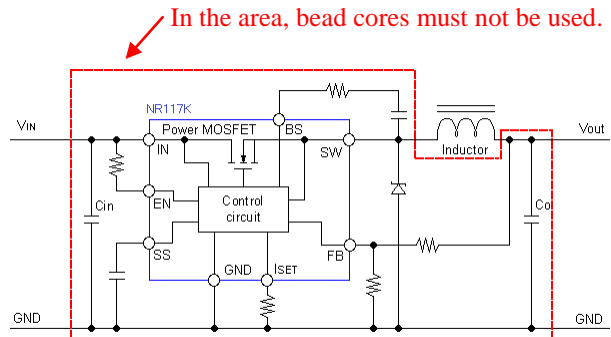 In the area, bead cores must not be used.
NR117K
VIN
Power MOSFET
BS
Vout
IN
SW
Inductor
EN
Cin
Control
circuit
Co
SS
FB
GND
ISET
GND
GND